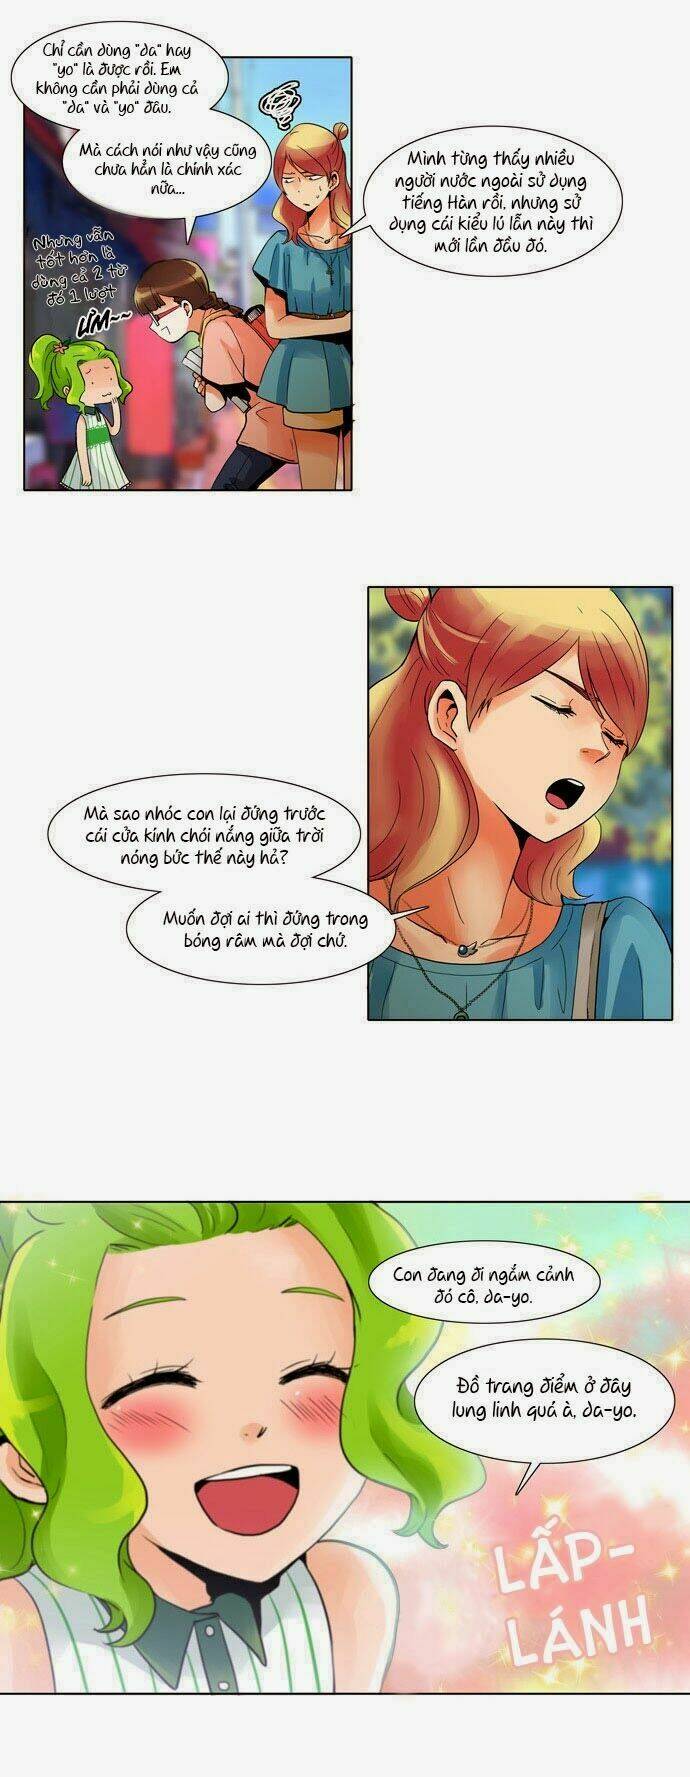 Chỉ cần dùng "da" hay
"yo" là được rồi. Em
không cần phải dùng cả
"da" và "yo" đâu.
Mà cách nói như vậy cũng
chưa hẳn là chính xác
nữa...
Nhưng vẫn
tốt hơn là
dùng cả 2 từ
đó 1 lượt
ỪM~~
Mình từng thấy nhiều
người nước ngoài sử dụng
tiếng Hàn rồi, nhưng sử
dụng cái kiểu lú lẫn này thì
mới lần đầu đó.
Mà sao nhóc con lại đứng trước
cái cửa kính chói nắng giữa trời
nóng bức thế này hả?
Muốn đợi ai thì đứng trong
bóng râm mà đợi chứ.
Con đang đi ngắm cảnh
đó cô, da-yo.
Đồ trang điểm ở đây
lung linh quá à, da-yo.
LẤP-
LÁNH